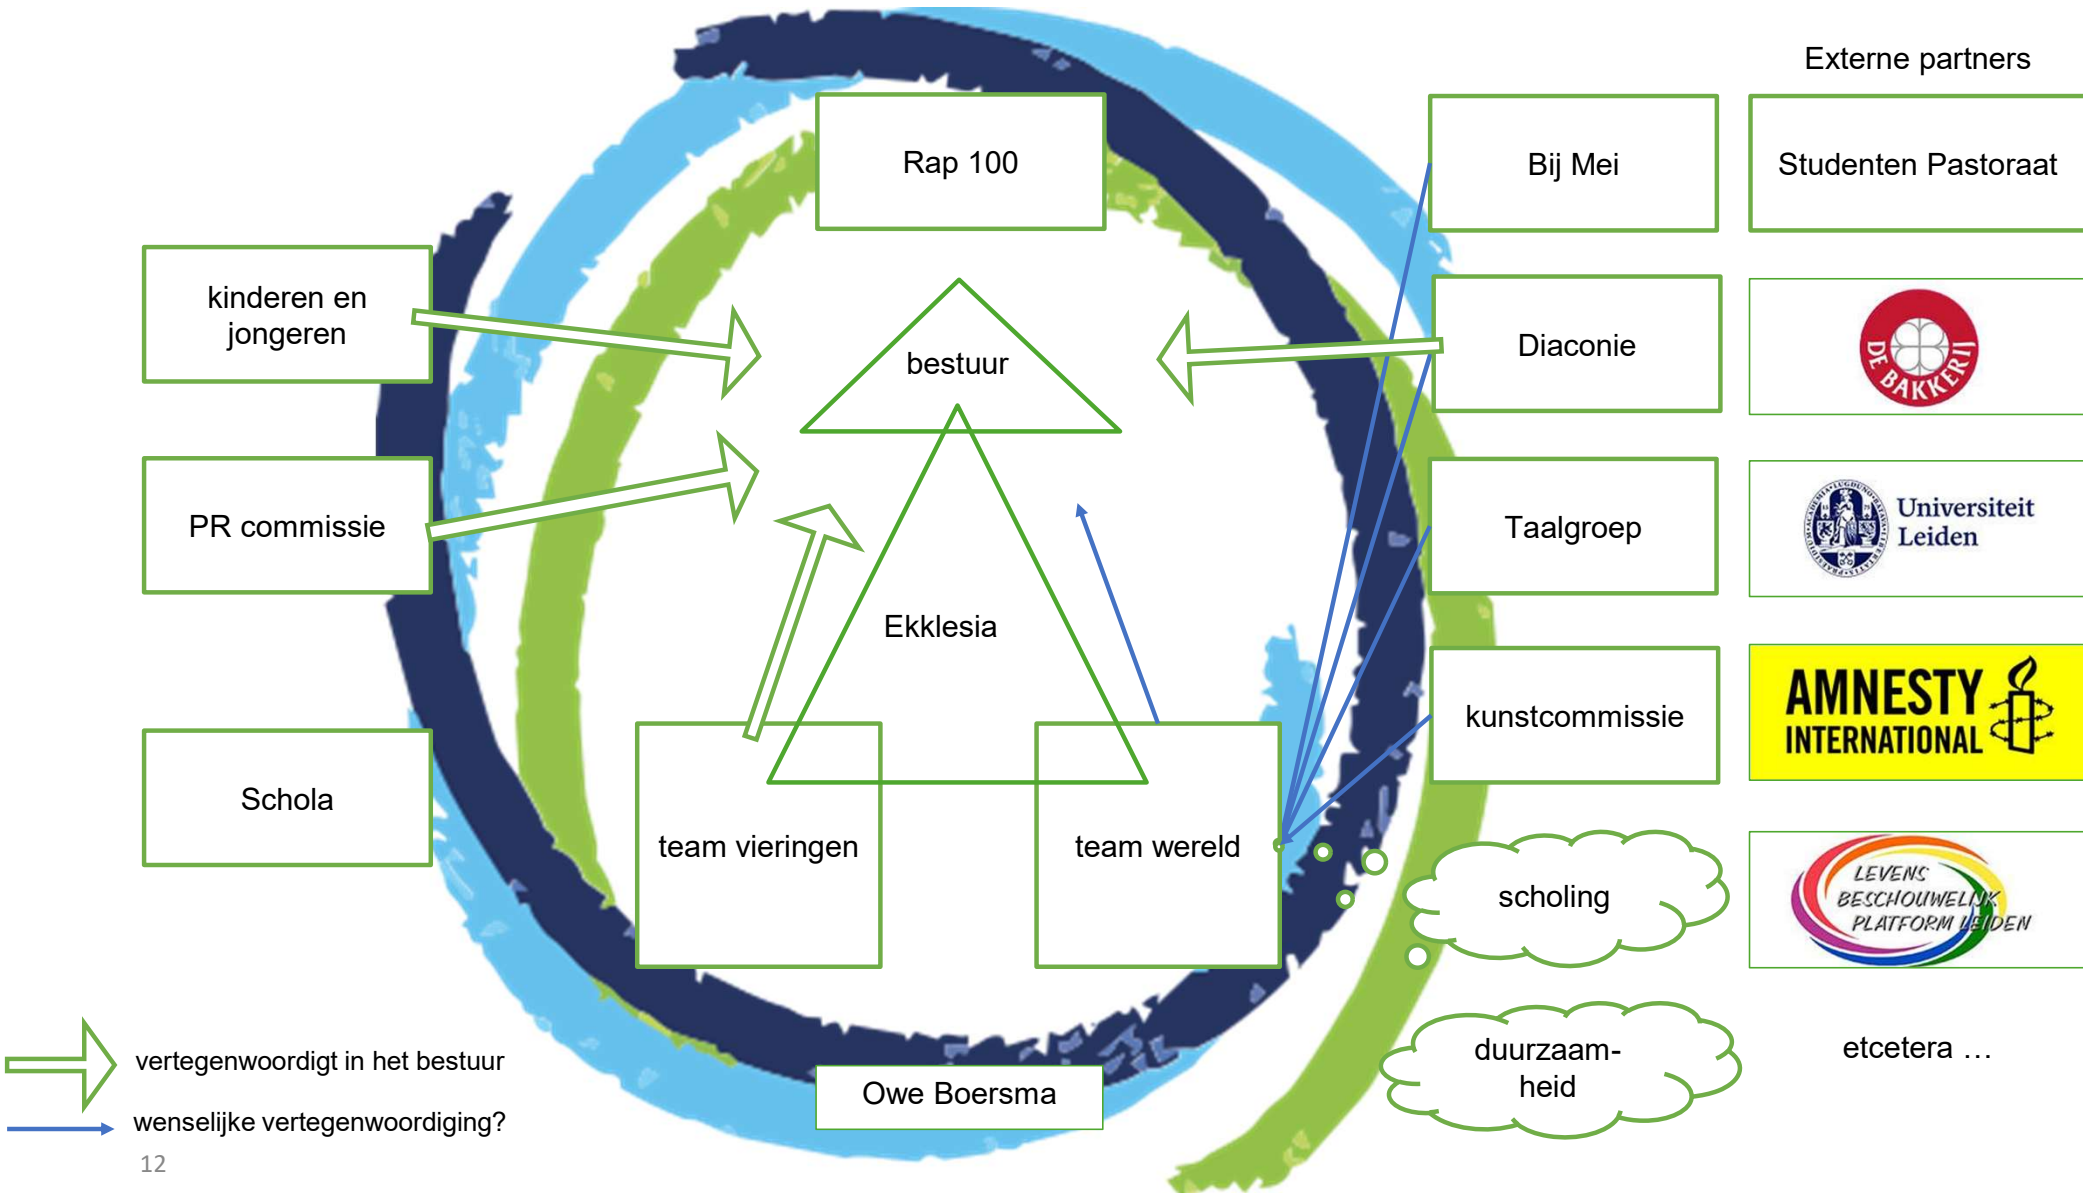 Externe partners
Rap 100
Bij Mei
Studenten Pastoraat
kinderen en
jongeren
bestuur
Diaconie
DE BAKKERIJ
PR commissie
Taalgroep
Universiteit
Leiden
Ekklesia
kunstcommissie
AMNESTY
INTERNATIONAL
Schola
team vieringen
team wereld
scholing
LEVENS
BESCHOUWELIJK
PLATFORM LEIDEN
vertegenwoordigt in het bestuur
Owe Boersma
duurzaam-
heid
etcetera …
wenselijke vertegenwoordiging?
12